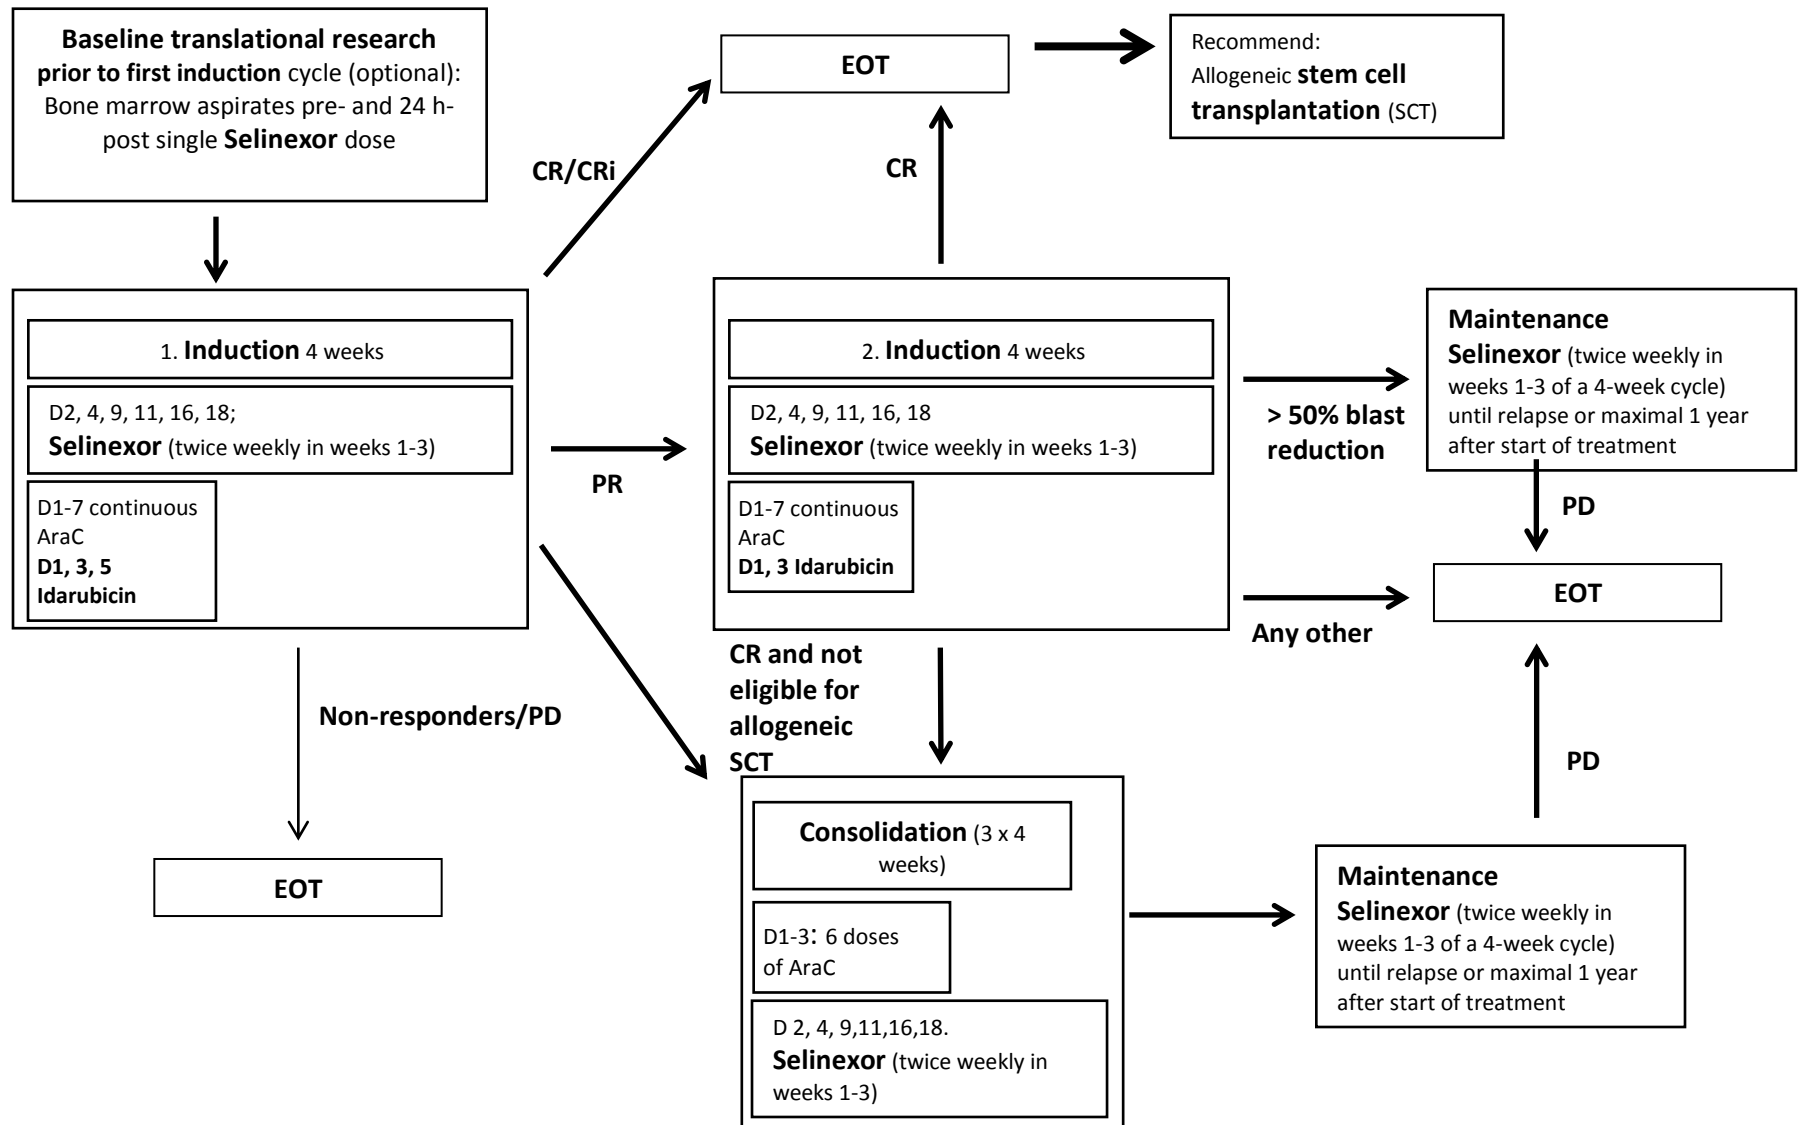 Baseline translational research
prior to first induction cycle (optional):
Bone marrow aspirates pre- and 24 h-
post single Selinexor dose
EOT
Recommend:
Allogeneic stem cell
transplantation (SCT)
CR/CRi
CR
1. Induction 4 weeks
D2, 4, 9, 11, 16, 18;
Selinexor (twice weekly in weeks 1-3)
D1-7 continuous
AraC
D1, 3, 5
Idarubicin
PR
2. Induction 4 weeks
D2, 4, 9, 11, 16, 18
Selinexor (twice weekly in weeks 1-3)
D1-7 continuous
AraC
D1, 3 Idarubicin
> 50% blast
reduction
Maintenance
Selinexor (twice weekly in
weeks 1-3 of a 4-week cycle)
until relapse or maximal 1 year
after start of treatment
PD
EOT
Any other
CR and not
eligible for
allogeneic
SCT
Non-responders/PD
EOT
PD
Consolidation (3 x 4
weeks)
D1-3: 6 doses
of AraC
D 2, 4, 9,11,16,18.
Selinexor (twice weekly in
weeks 1-3)
Maintenance
Selinexor (twice weekly in
weeks 1-3 of a 4-week cycle)
until relapse or maximal 1 year
after start of treatment